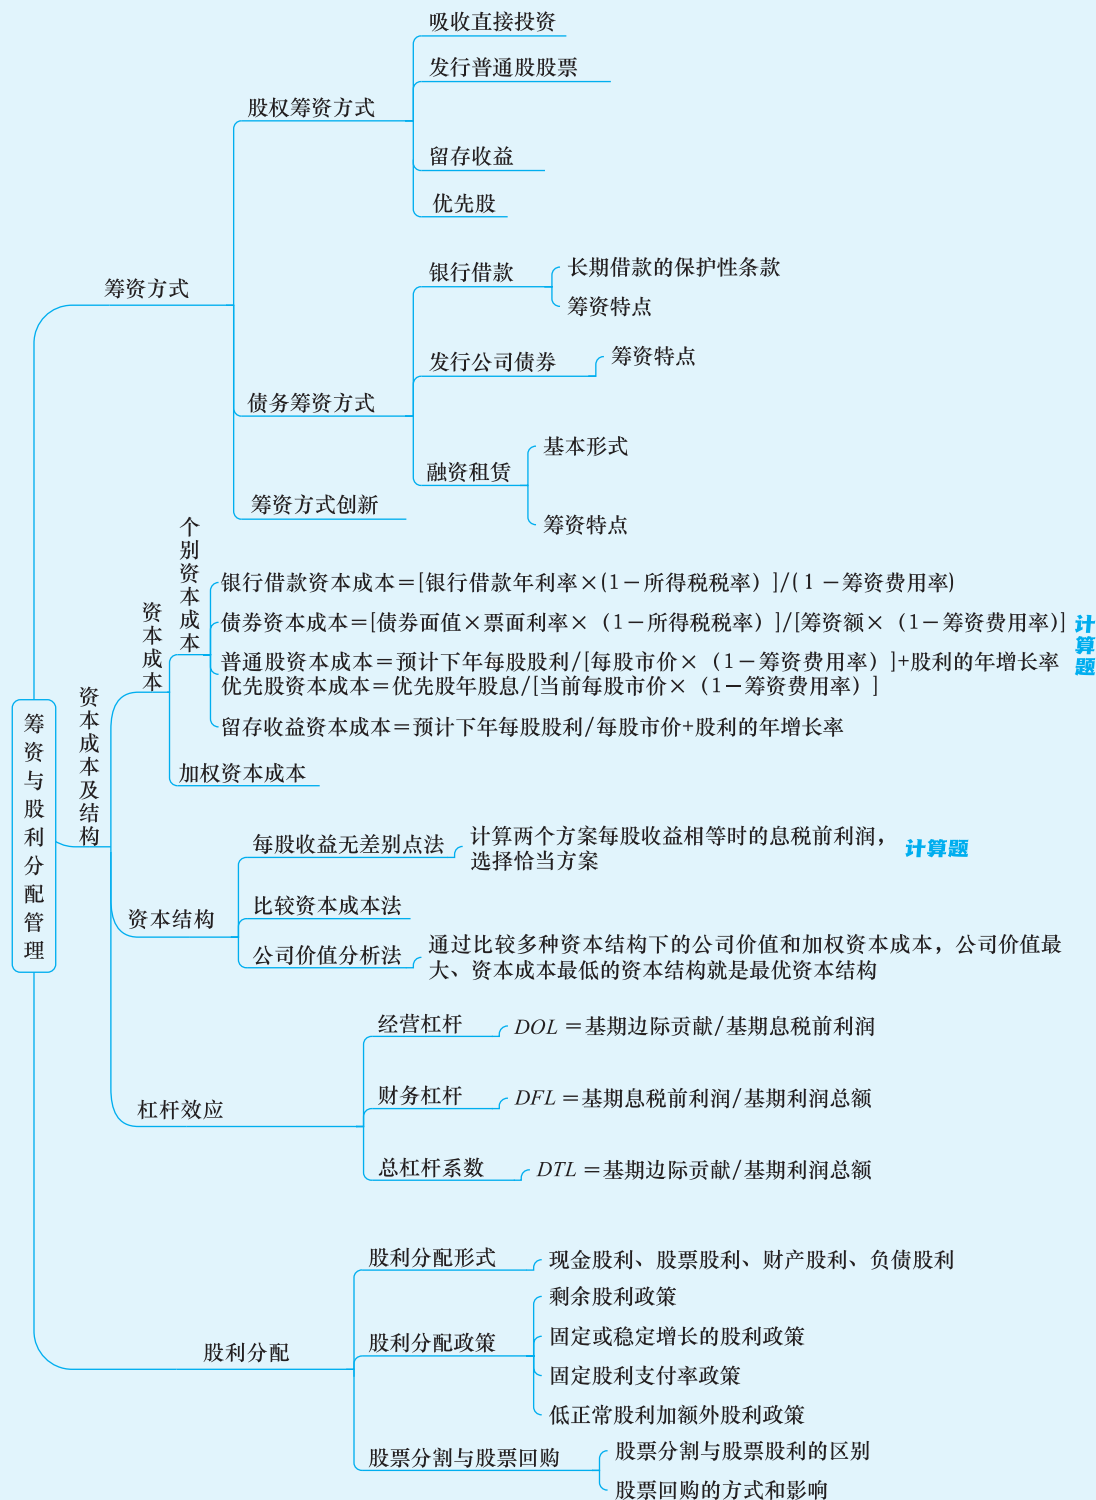 筹资与股利分配管理
筹资方式
股权筹资方式
吸收直接投资
发行普通股股票
留存收益
优先股
债务筹资方式
银行借款
长期借款的保护性条款
筹资特点
发行公司债券
筹资特点
融资租赁
基本形式
筹资特点
筹资方式创新
资本成本及结构
资本成本
个别资本成本
银行借款资本成本＝[银行借款年利率×(1－所得税税率）]/( 1 －筹资费用率)
债券资本成本＝[债券面值×票面利率×（1－所得税税率）]/[筹资额×（1－筹资费用率)]
普通股资本成本＝预计下年每股股利/[每股市价×（1－筹资费用率）]+股利的年增长率
优先股资本成本＝优先股年股息/[当前每股市价×（1－筹资费用率）]
留存收益资本成本＝预计下年每股股利/每股市价+股利的年增长率
计算题
加权资本成本
资本结构
每股收益无差别点法
计算两个方案每股收益相等时的息税前利润，
选择恰当方案
计算题
比较资本成本法
公司价值分析法
通过比较多种资本结构下的公司价值和加权资本成本，公司价值最
大、资本成本最低的资本结构就是最优资本结构
杠杆效应
经营杠杆
DOL ＝基期边际贡献/基期息税前利润
财务杠杆
DFL ＝基期息税前利润/基期利润总额
总杠杆系数
DTL ＝基期边际贡献/基期利润总额
股利分配
股利分配形式
现金股利、股票股利、财产股利、负债股利
股利分配政策
剩余股利政策
固定或稳定增长的股利政策
固定股利支付率政策
低正常股利加额外股利政策
股票分割与股票回购
股票分割与股票股利的区别
股票回购的方式和影响